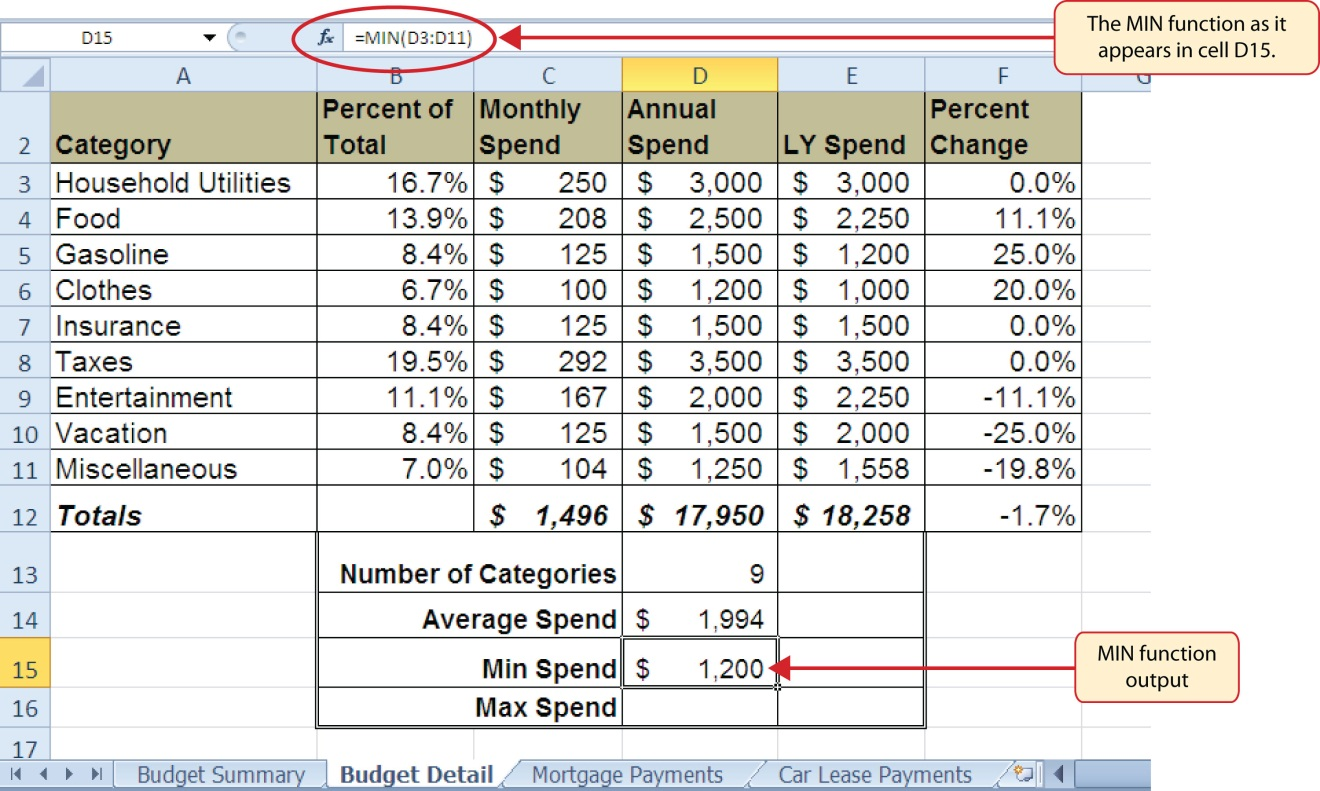 D15 fx =MIN(D3:D11)
The MIN function as it
appears in cell D15.
A B C D E F G
Percent of Monthly Annual Percent
2 Category Total Spend Spend LY Spend Change
3 Household Utilities 16.7% $ 250 $ 3,000 $ 3,000 0.0%
4 Food 13.9% $ 208 $ 2,500 $ 2,250 11.1%
5 Gasoline 8.4% $ 125 $ 1,500 $ 1,200 25.0%
6 Clothes 6.7% $ 100 $ 1,200 $ 1,000 20.0%
7 Insurance 8.4% $ 125 $ 1,500 $ 1,500 0.0%
8 Taxes 19.5% $ 292 $ 3,500 $ 3,500 0.0%
9 Entertainment 11.1% $ 167 $ 2,000 $ 2,250 -11.1%
10 Vacation 8.4% $ 125 $ 1,500 $ 2,000 -25.0%
11 Miscellaneous 7.0% $ 104 $ 1,250 $ 1,558 -19.8%
12 Totals $ 1,496 $ 17,950 $ 18,258 -1.7%
13 Number of Categories 9
14 Average Spend $ 1,994
15 Min Spend $ 1,200
MIN function
output
16 Max Spend
17
Budget Summary Budget Detail Mortgage Payments Car Lease Payments